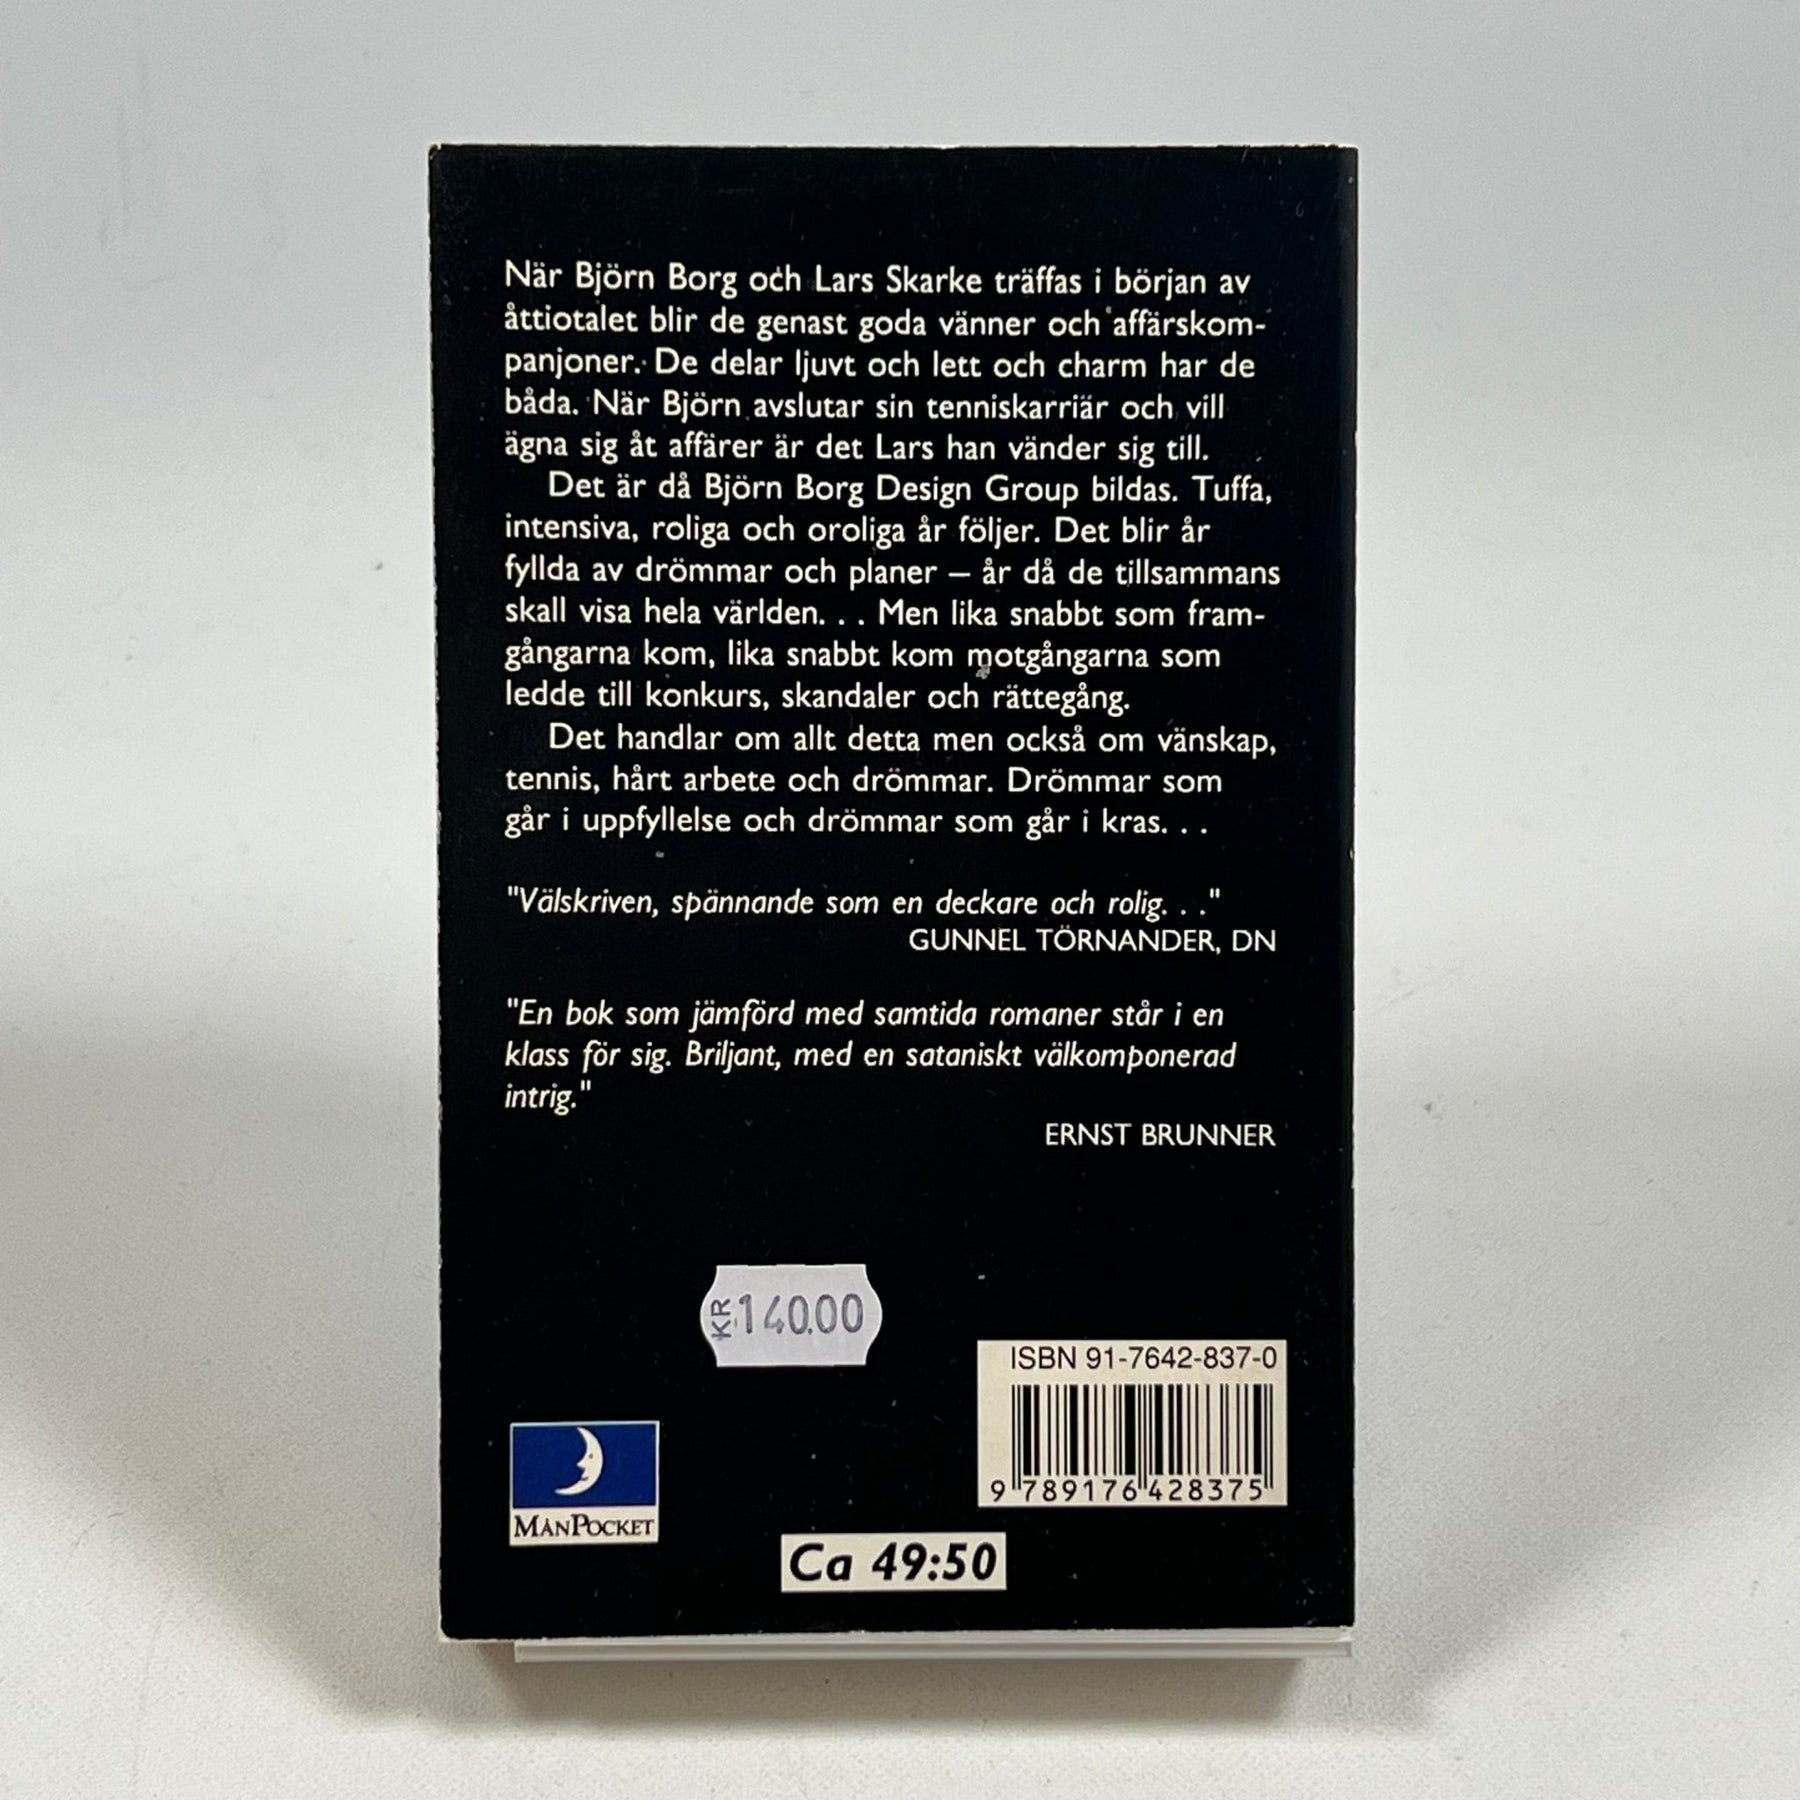 När Björn Borg och Lars Skarke träffas i början av
åttiotalet blir de genast goda vänner och affärskom-
panjoner. De delar ljuvt och lett och charm har de
båda. När Björn avslutar sin tenniskarriär och vill
ägna sig åt affärer är det Lars han vänder sig till.
Det är då Björn Borg Design Group bildas. Tuffa,
intensiva, roliga och oroliga år följer. Det blir år
fyllda av drömmar och planer – år då de tillsammans
skall visa hela världen. . . Men lika snabbt som fram-
gångarna kom, lika snabbt kom motgångarna som
ledde till konkurs, skandaler och rättegång.
Det handlar om allt detta men också om vänskap,
tennis, hårt arbete och drömmar. Drömmar som
går i uppfyllelse och drömmar som går i kras. . .
"Välskriven, spännande som en deckare och rolig. . ."
GUNNEL TÖRNANDER, DN
"En bok som jämförd med samtida romaner står i en
klass för sig. Briljant, med en sataniskt välkomponerad
intrig."
ERNST BRUNNER
KR 140.00
ISBN 91-7642-837-0
9 789176 428375
MÅNPOCKET
Ca 49:50